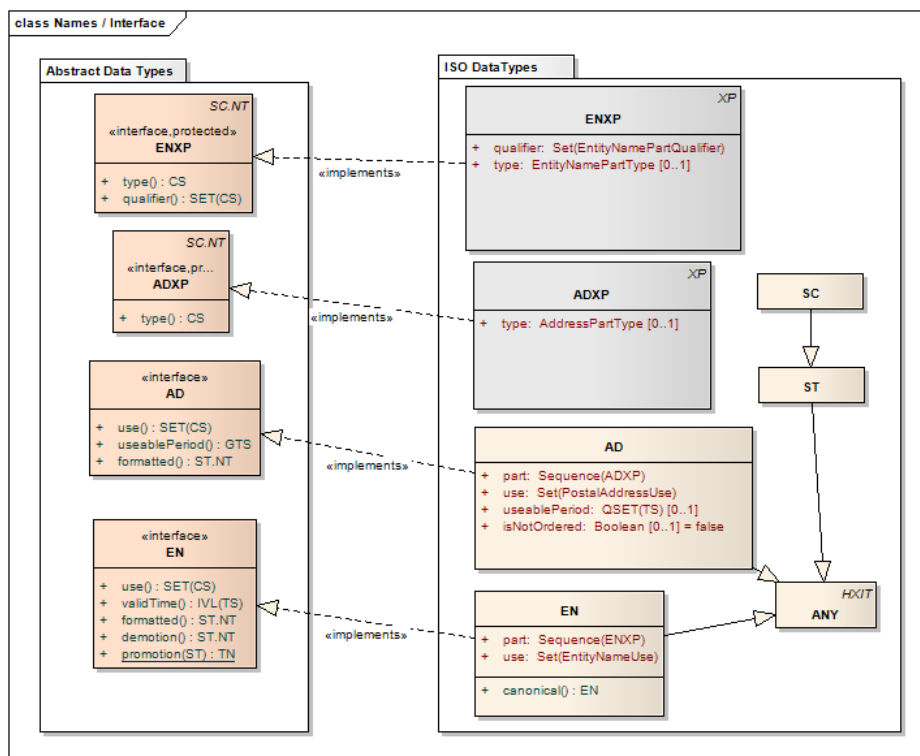 class Names / Interface
Abstract Data Types
SC.NT
«interface,protected»
ENXP
+ type() : CS
+ qualifier() : SET(CS)
SC.NT
«interface,pr...
ADXP
+ type() : CS
«interface»
AD
+ use() : SET(CS)
+ useablePeriod() : GTS
+ formatted() : ST.NT
«interface»
EN
+ use() : SET(CS)
+ validTime() : IVL(TS)
+ formatted() : ST.NT
+ demotion() : ST.NT
+ promotion(ST) : TN
«implements»
«implements»
«implements»
«implements»
ISO DataTypes
XP
ENXP
+ qualifier: Set(EntityNamePartQualifier)
+ type: EntityNamePartType [0..1]
XP
ADXP
+ type: AddressPartType [0..1]
SC
ST
AD
+ part: Sequence(ADXP)
+ use: Set(PostalAddressUse)
+ useablePeriod: QSET(TS) [0..1]
+ isNotOrdered: Boolean [0..1] = false
HXIT
ANY
EN
+ part: Sequence(ENXP)
+ use: Set(EntityNameUse)
+ canonical() : EN